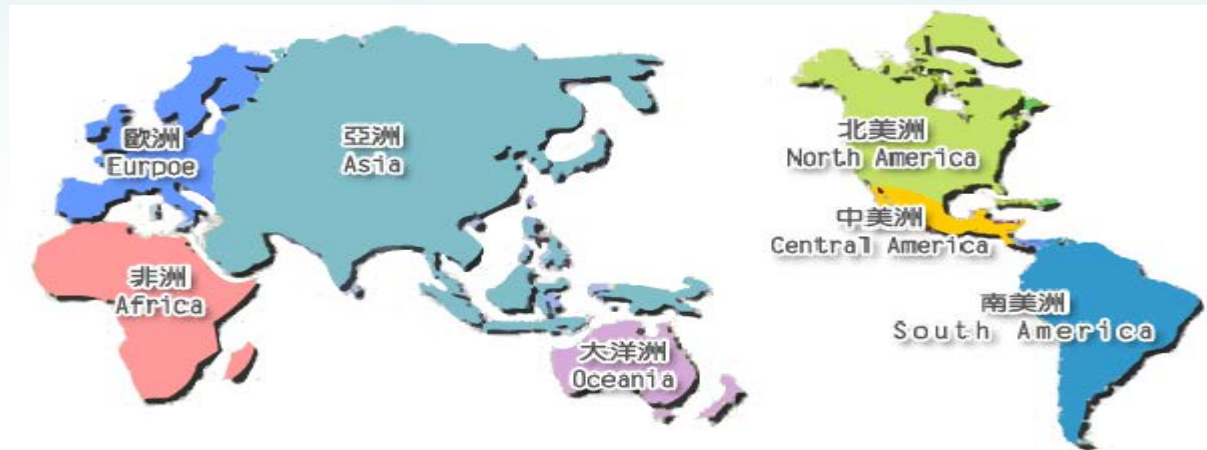 歐洲
Eurpoe
亞洲
Asia
北美洲
North America
中美洲
Central America
非洲
Africa
南美洲
South America
大洋洲
Oceania